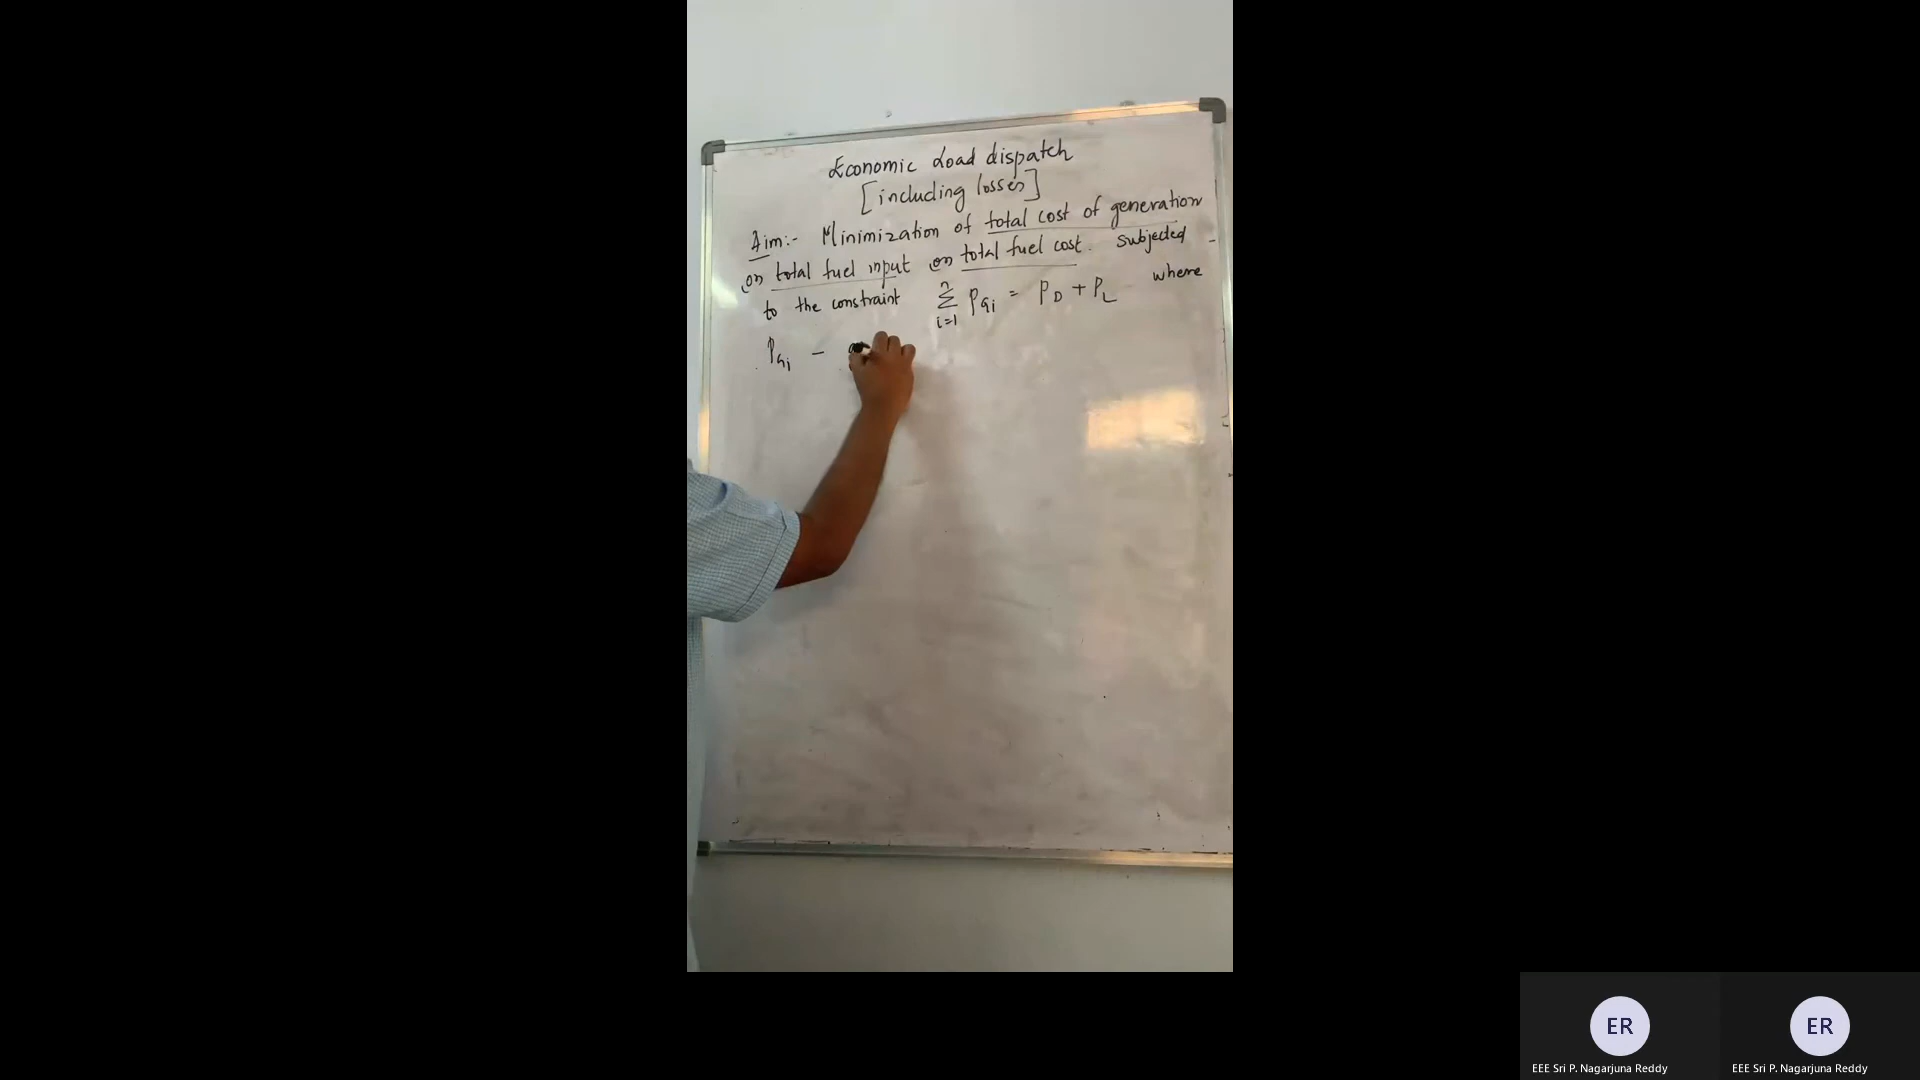 Economic Load dispatch
[including losses]
Aim:- Minimization of total cost of generation
(or) total fuel input (or) total fuel cost. Subjected -
to the constraint n∑i=1 PGi = PD + PL where
PGi -
ER
ER
EEE Sri P. Nagarjuna Reddy
EEE Sri P. Nagarjuna Reddy